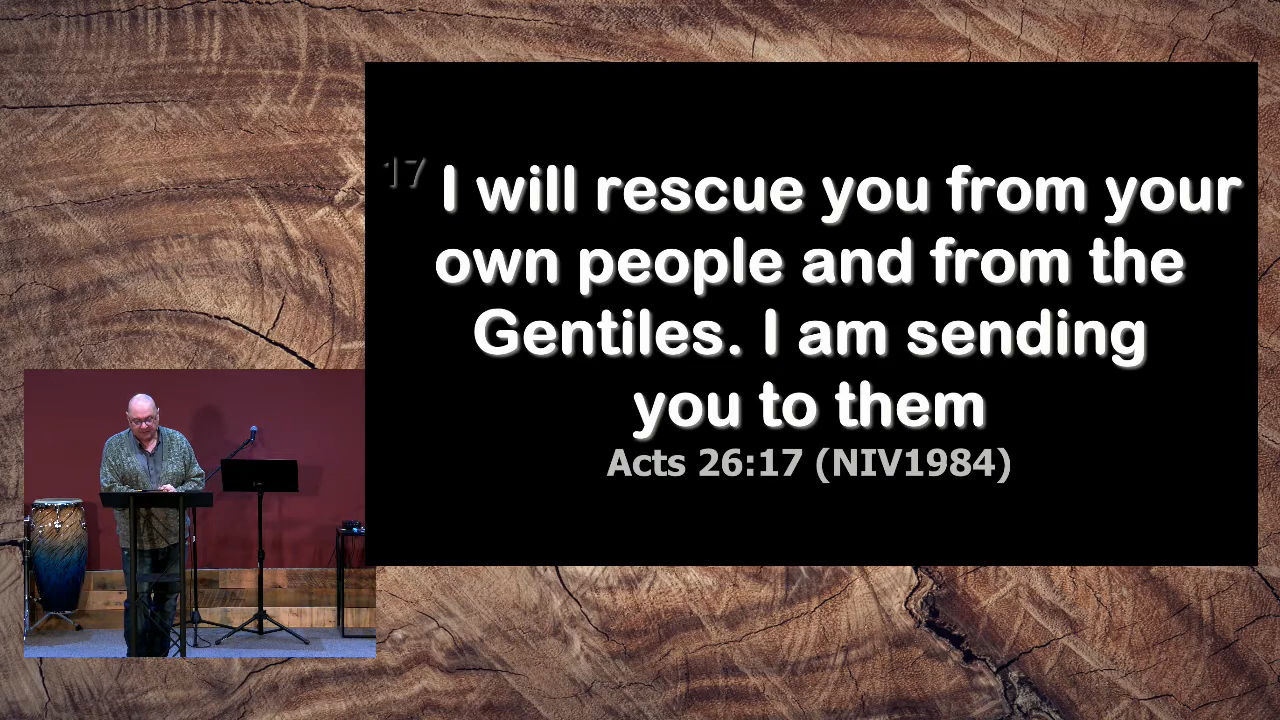 17 I will rescue you from your
own people and from the
Gentiles. I am sending
you to them
Acts 26:17 (NIV1984)